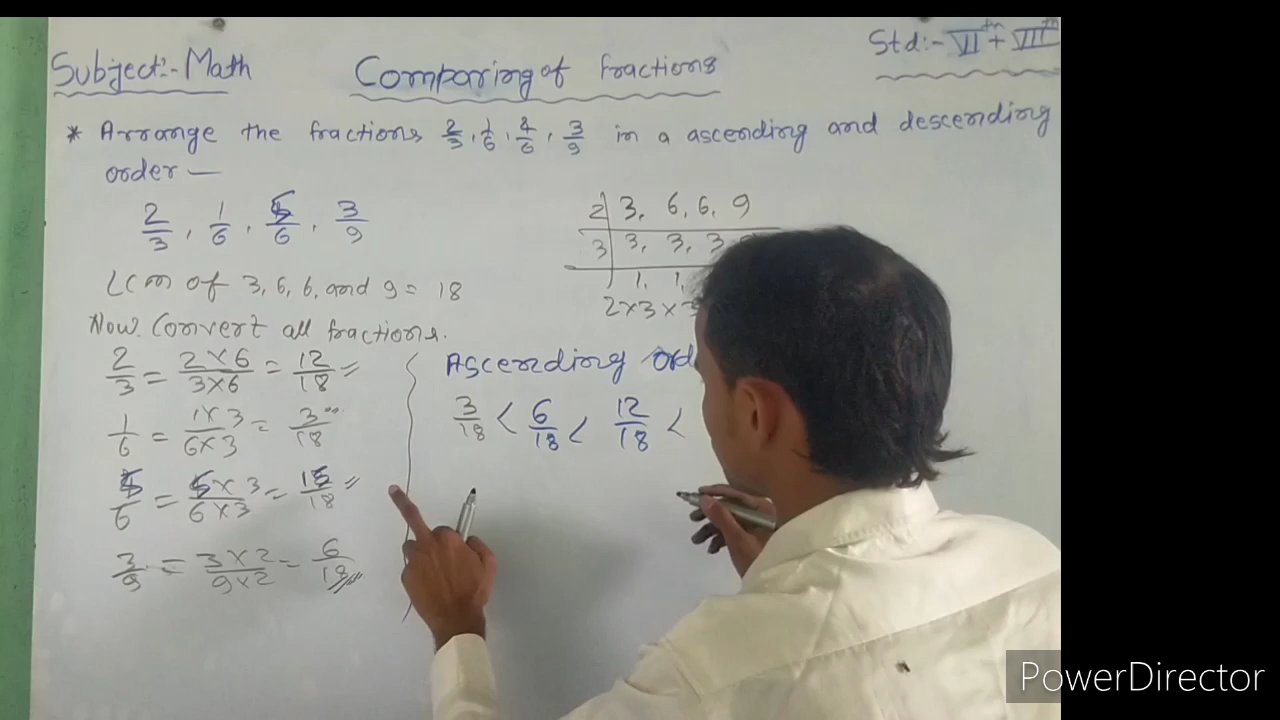 Subject:- Math Comparing of fractions Std:- VIth + VIIth
* Arrange the fractions 2/3, 1/6, 4/6, 3/9 in a ascending and descending
order —
2/3, 1/6, 5/6, 3/9
2 | 3, 6, 6, 9
3 | 3, 3, 3
1, 1,
2×3×3
LCM of 3, 6, 6, and 9 = 18
Now. Convert all fractions.
2/3 = 2×6/3×6 = 12/18
1/6 = 1×3/6×3 = 3/18
5/6 = 5×3/6×3 = 15/18
3/9 = 3×2/9×2 = 6/18
Ascending ord
3/18 < 6/18 < 12/18 <
PowerDirector